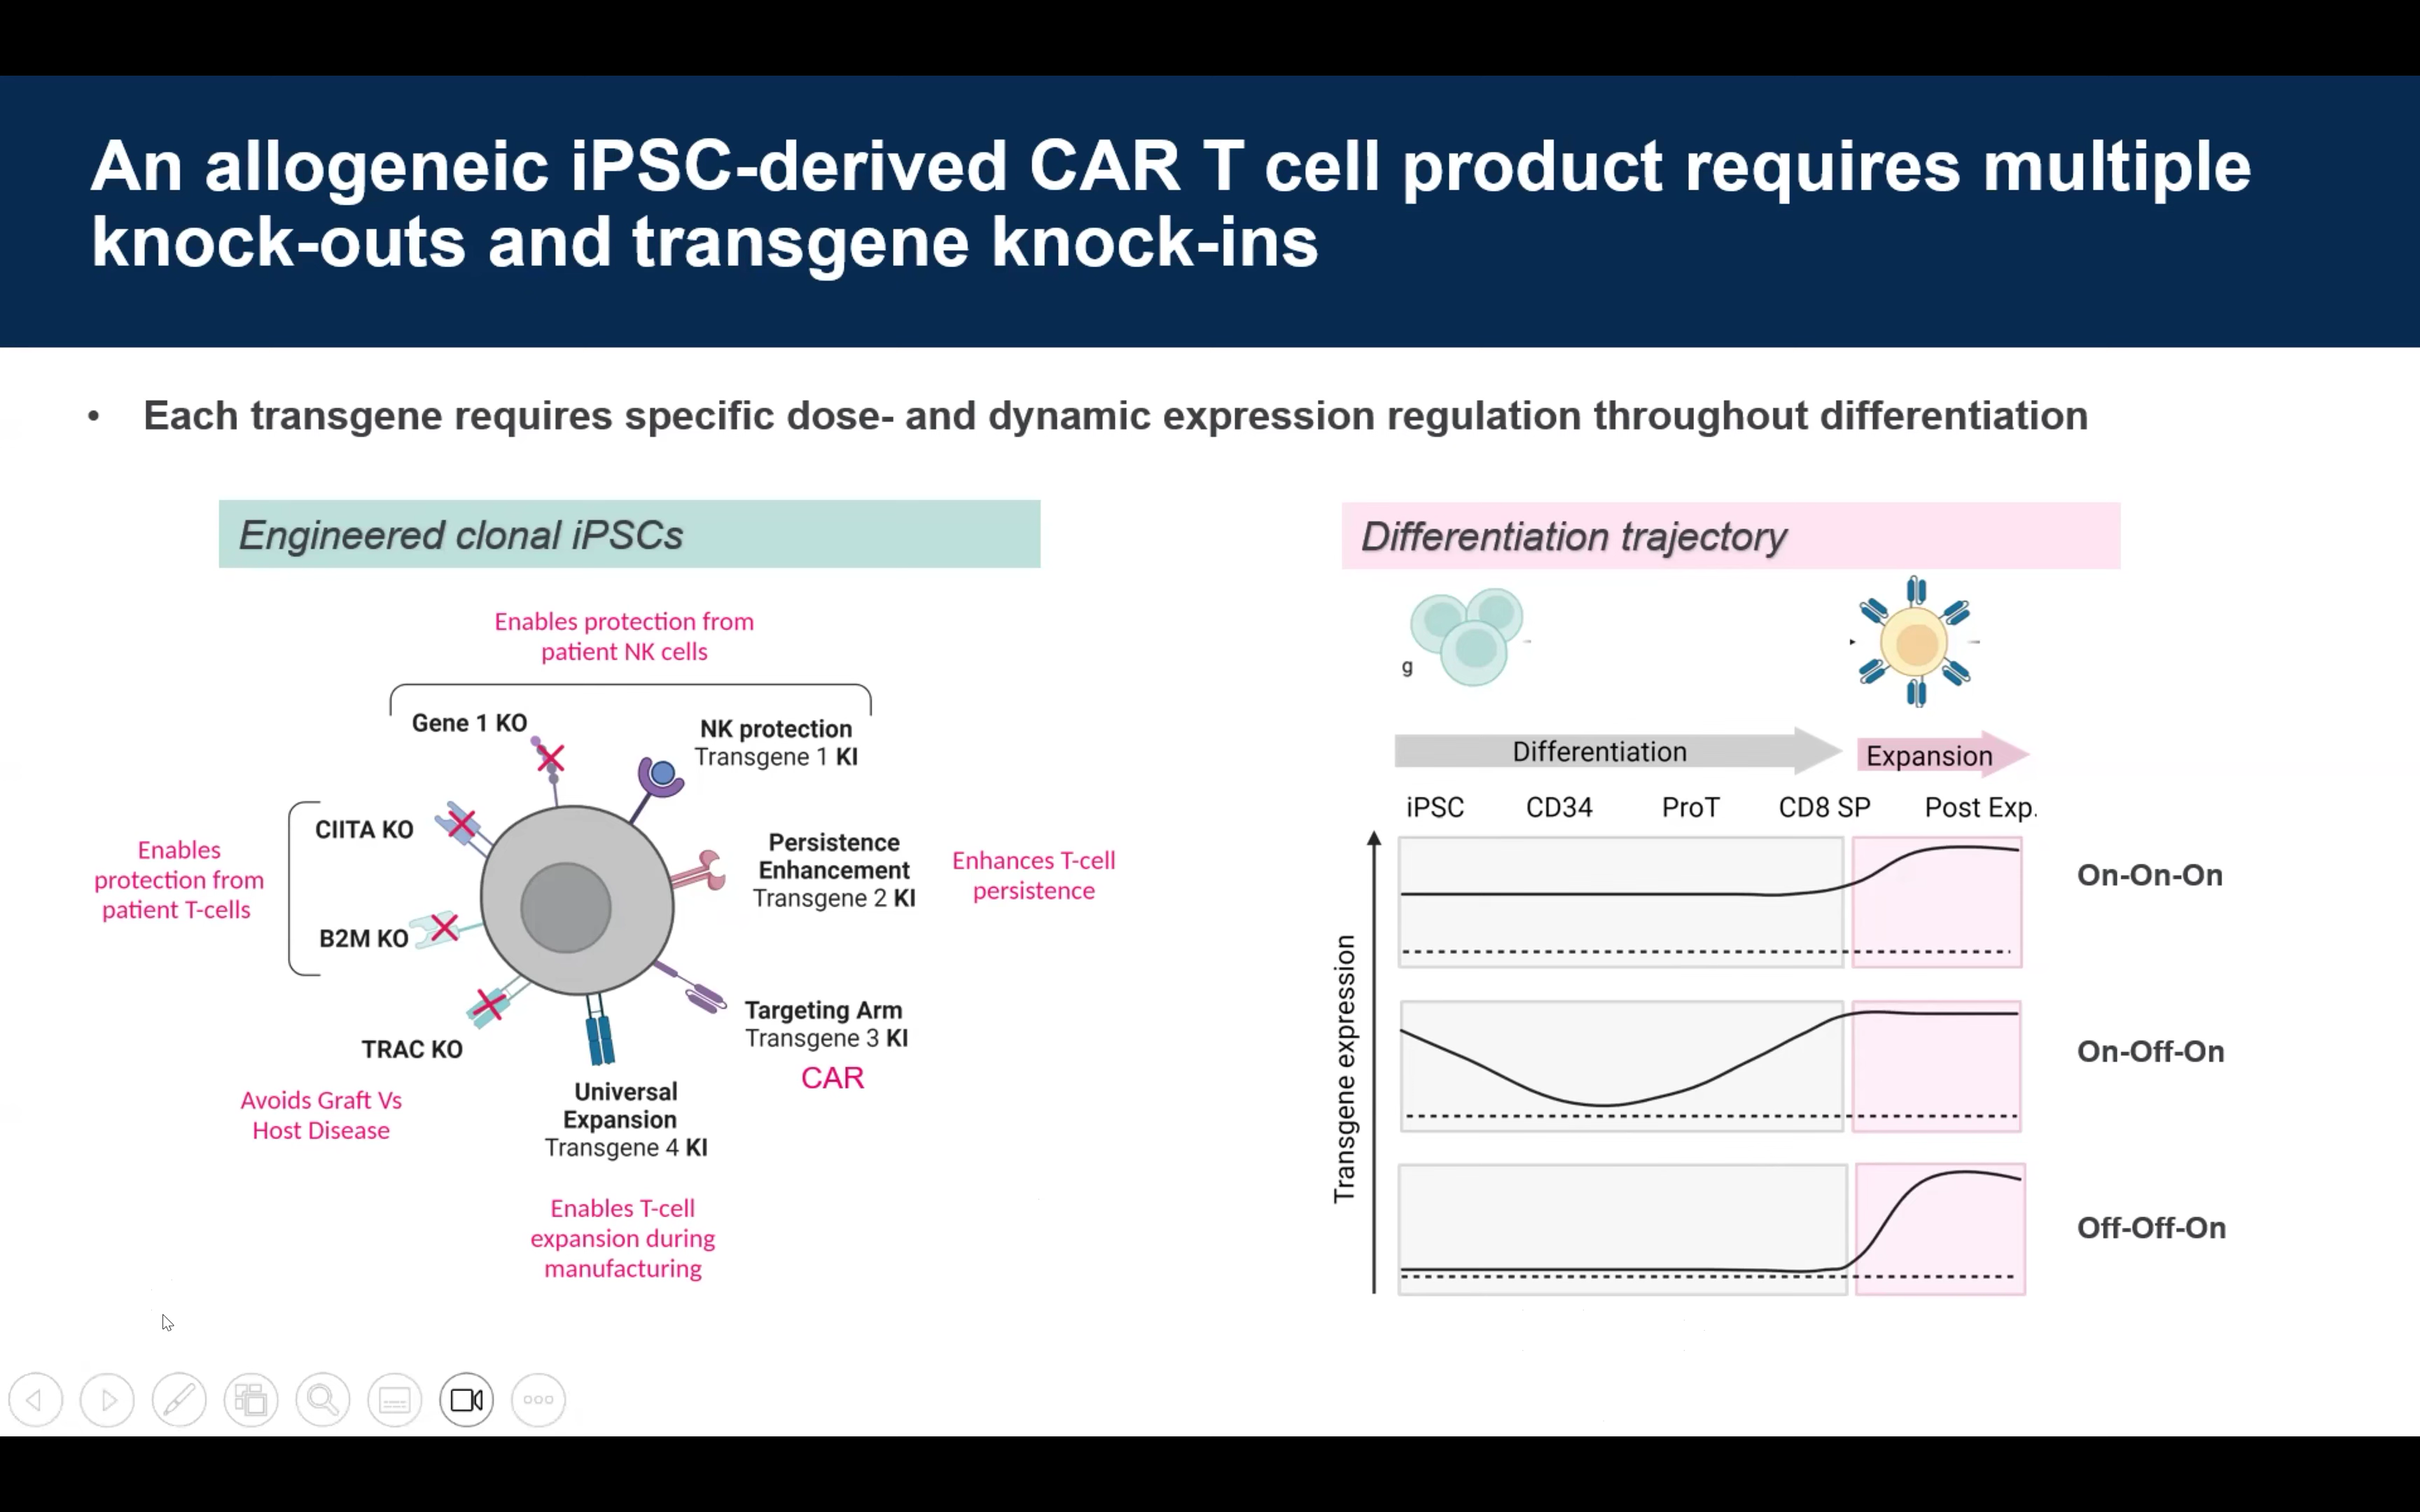 An allogeneic iPSC-derived CAR T cell product requires multiple
knock-outs and transgene knock-ins
• Each transgene requires specific dose- and dynamic expression regulation throughout differentiation
Engineered clonal iPSCs
Enables protection from
patient NK cells
Gene 1 KO
NK protection
Transgene 1 KI
CIITA KO
Enables
protection from
patient T-cells
B2M KO
Persistence
Enhancement
Transgene 2 KI
Enhances T-cell
persistence
TRAC KO
Avoids Graft Vs
Host Disease
Targeting Arm
Transgene 3 KI
CAR
Universal
Expansion
Transgene 4 KI
Enables T-cell
expansion during
manufacturing
Differentiation trajectory
g
Differentiation
Expansion
iPSC CD34 ProT CD8 SP Post Exp.
Transgene expression
On-On-On
On-Off-On
Off-Off-On